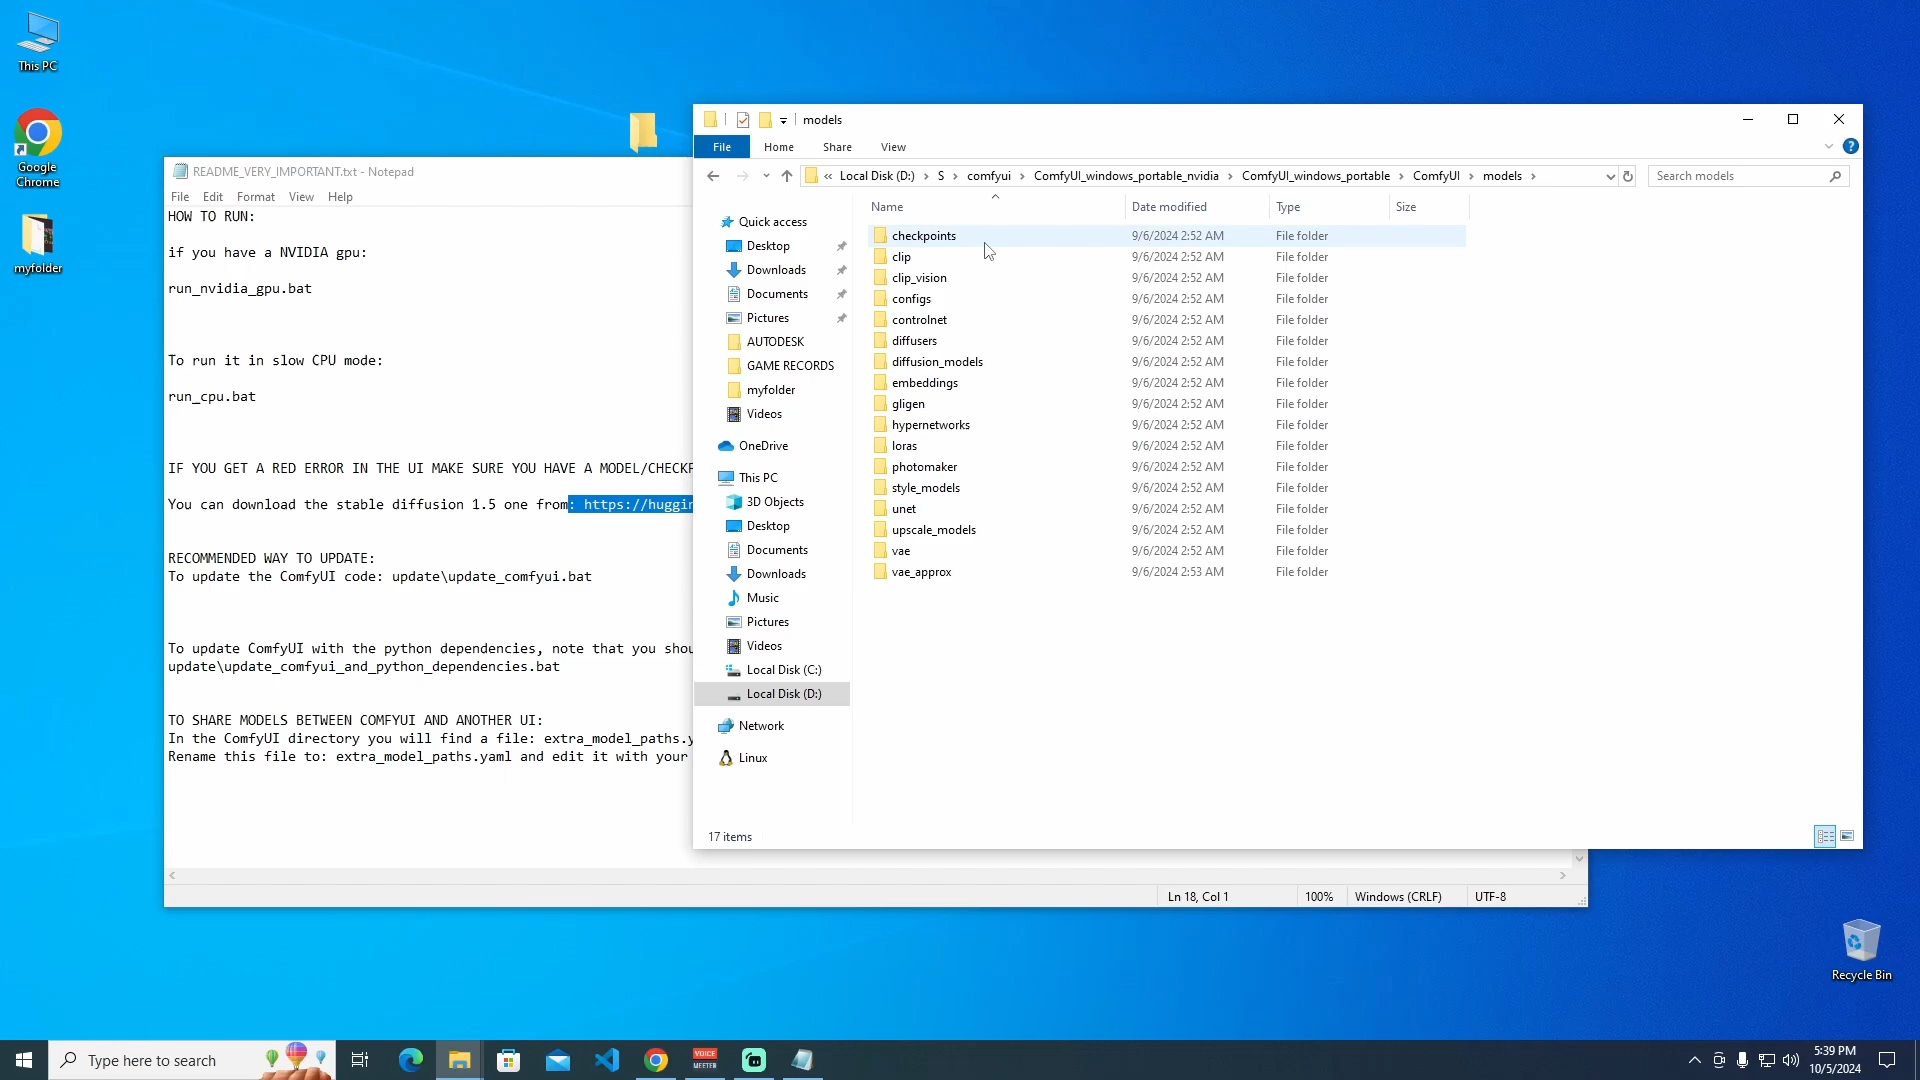 This PC
Google
Chrome
myfolder
README_VERY_IMPORTANT.txt - Notepad
File Edit Format View Help
HOW TO RUN:
if you have a NVIDIA gpu:
run_nvidia_gpu.bat
To run it in slow CPU mode:
run_cpu.bat
IF YOU GET A RED ERROR IN THE UI MAKE SURE YOU HAVE A MODEL/CHECKP
You can download the stable diffusion 1.5 one from: https://huggin
RECOMMENDED WAY TO UPDATE:
To update the ComfyUI code: update\update_comfyui.bat
To update ComfyUI with the python dependencies, note that you shou
update\update_comfyui_and_python_dependencies.bat
TO SHARE MODELS BETWEEN COMFYUI AND ANOTHER UI:
In the ComfyUI directory you will find a file: extra_model_paths.y
Rename this file to: extra_model_paths.yaml and edit it with your
Ln 18, Col 1 100% Windows (CRLF) UTF-8
models
File Home Share View
« Local Disk (D:) › S › comfyui › ComfyUI_windows_portable_nvidia › ComfyUI_windows_portable › ComfyUI › models ›
Search models
Quick access
Desktop
Downloads
Documents
Pictures
AUTODESK
GAME RECORDS
myfolder
Videos
OneDrive
This PC
3D Objects
Desktop
Documents
Downloads
Music
Pictures
Videos
Local Disk (C:)
Local Disk (D:)
Network
Linux
Name Date modified Type Size
checkpoints 9/6/2024 2:52 AM File folder
clip 9/6/2024 2:52 AM File folder
clip_vision 9/6/2024 2:52 AM File folder
configs 9/6/2024 2:52 AM File folder
controlnet 9/6/2024 2:52 AM File folder
diffusers 9/6/2024 2:52 AM File folder
diffusion_models 9/6/2024 2:52 AM File folder
embeddings 9/6/2024 2:52 AM File folder
gligen 9/6/2024 2:52 AM File folder
hypernetworks 9/6/2024 2:52 AM File folder
loras 9/6/2024 2:52 AM File folder
photomaker 9/6/2024 2:52 AM File folder
style_models 9/6/2024 2:52 AM File folder
unet 9/6/2024 2:52 AM File folder
upscale_models 9/6/2024 2:52 AM File folder
vae 9/6/2024 2:52 AM File folder
vae_approx 9/6/2024 2:53 AM File folder
17 items
Recycle Bin
Type here to search
VOICE
MEETER
5:39 PM
10/5/2024